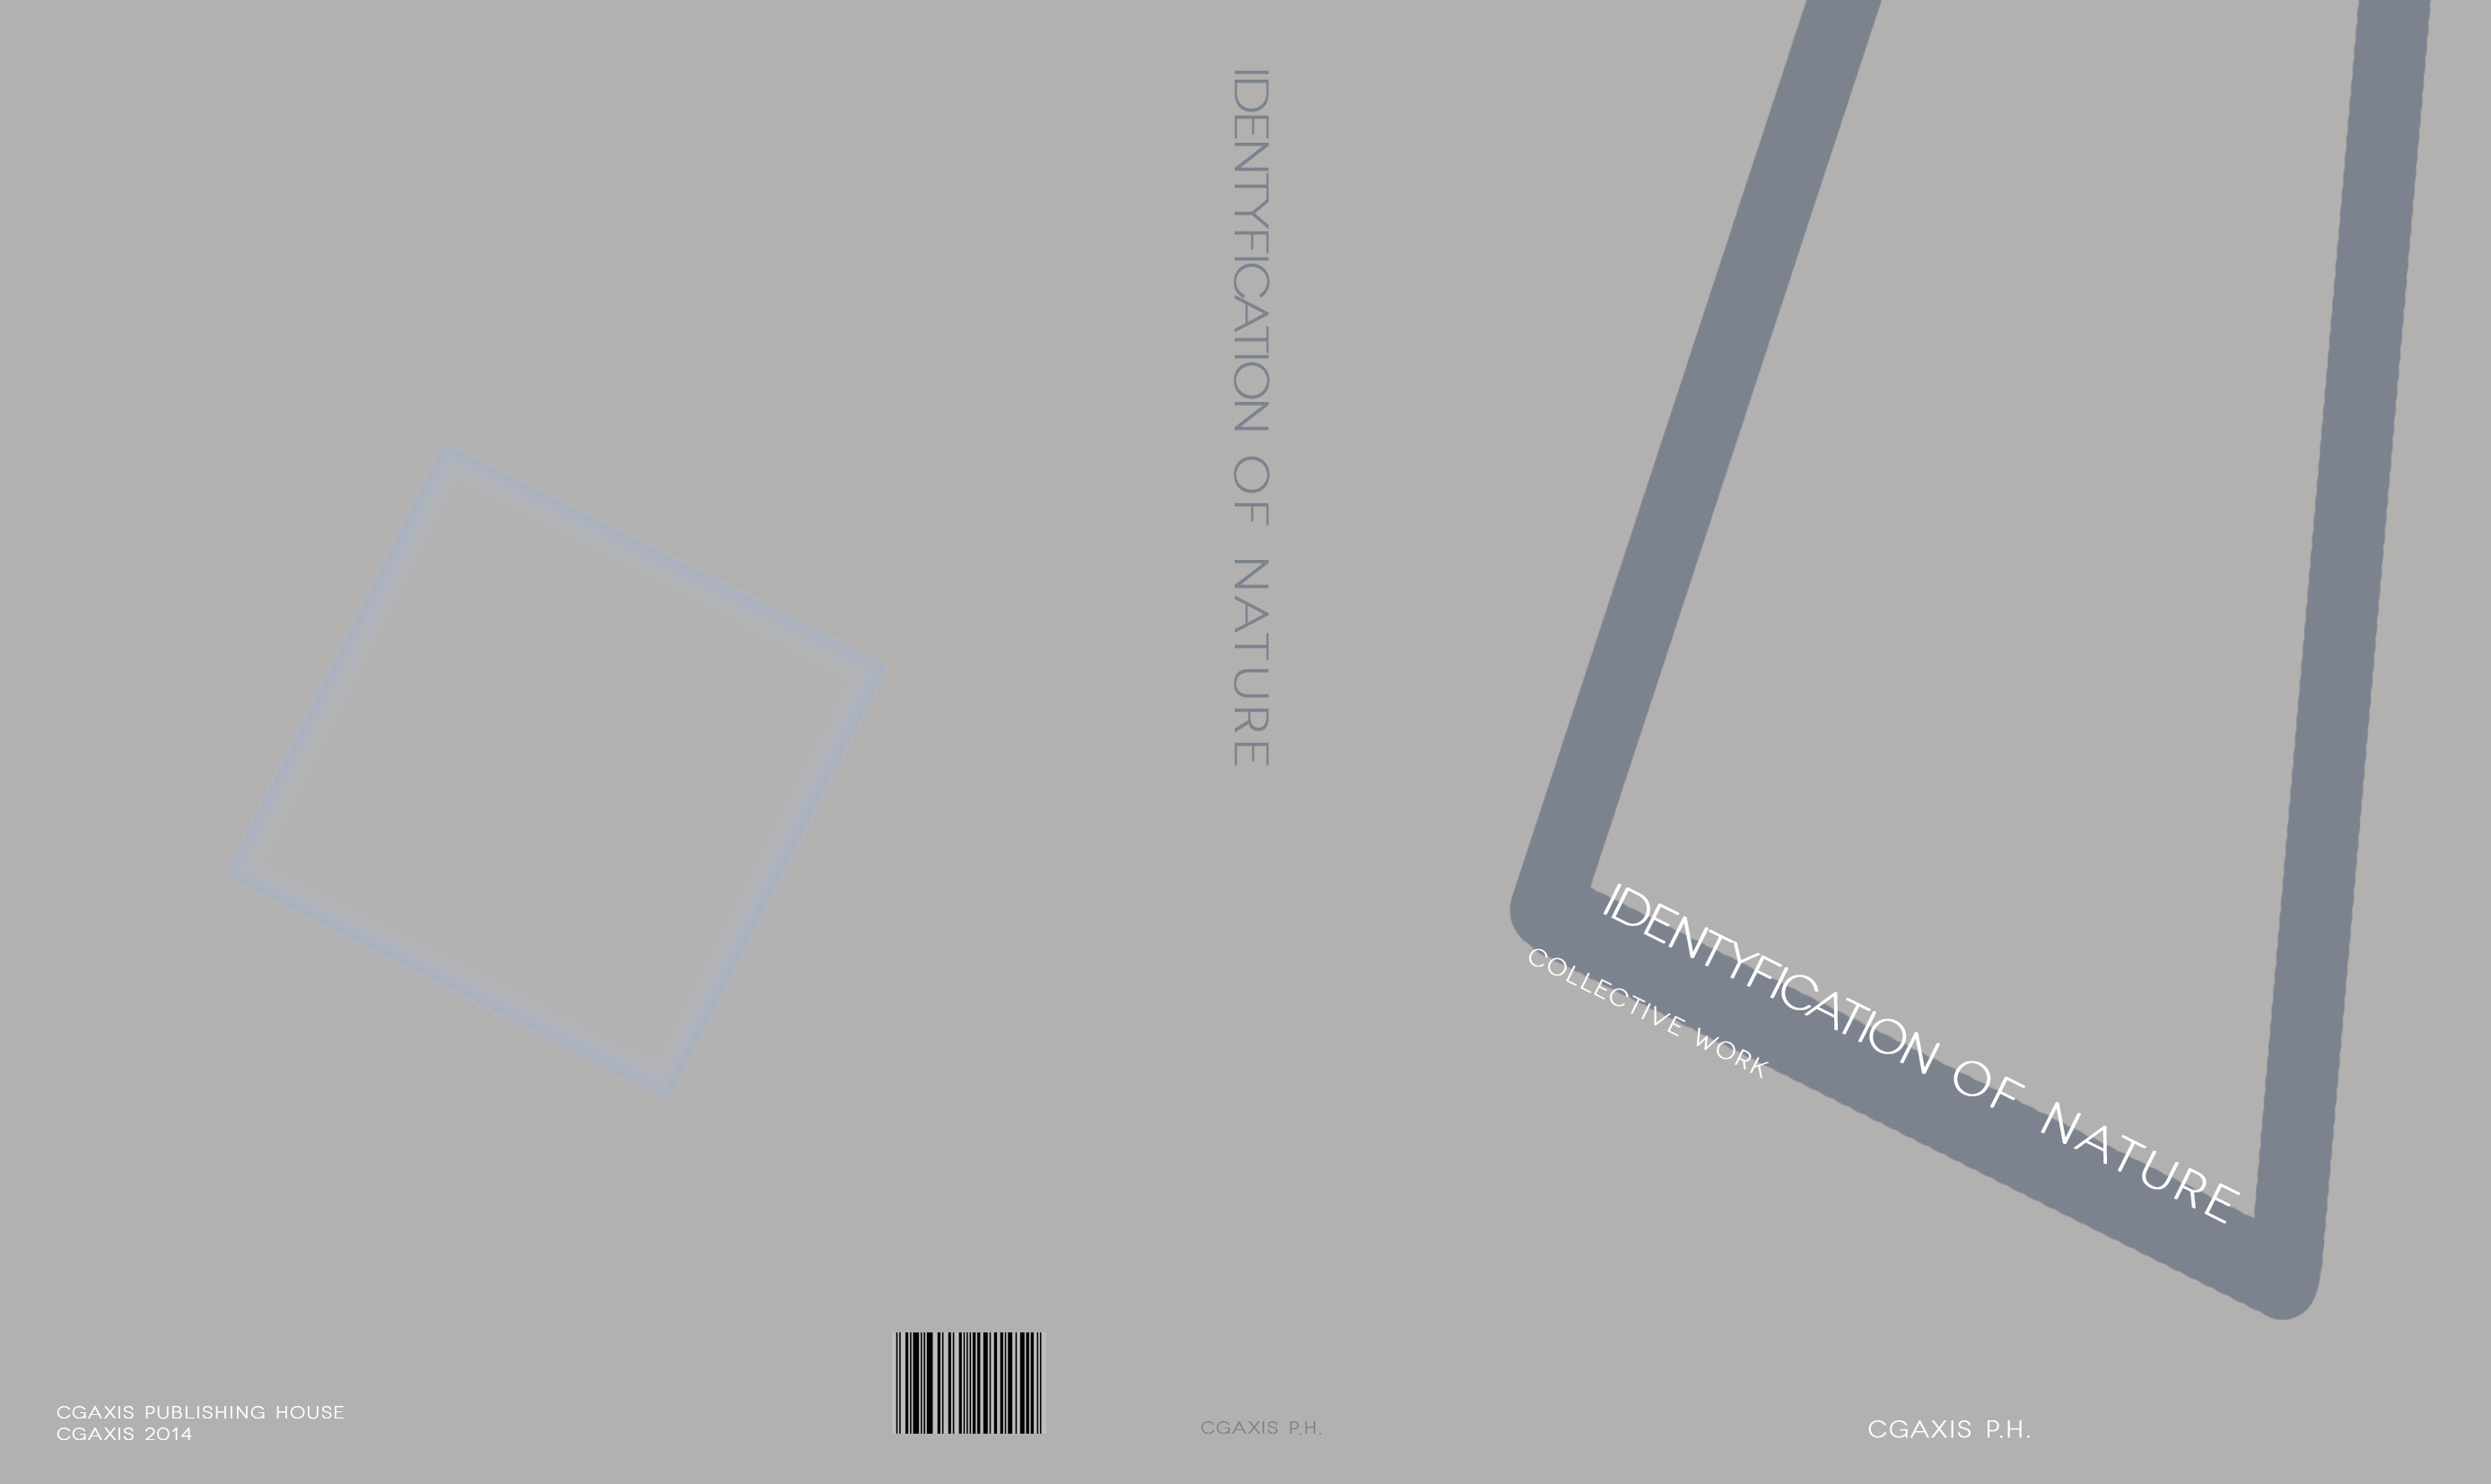 CGAXIS PUBLISHING HOUSE
CGAXIS 2014
IDENTYFICATION OF NATURE
CGAXIS P.H.
IDENTYFICATION OF NATURE
COLLECTIVE WORK
CGAXIS P.H.